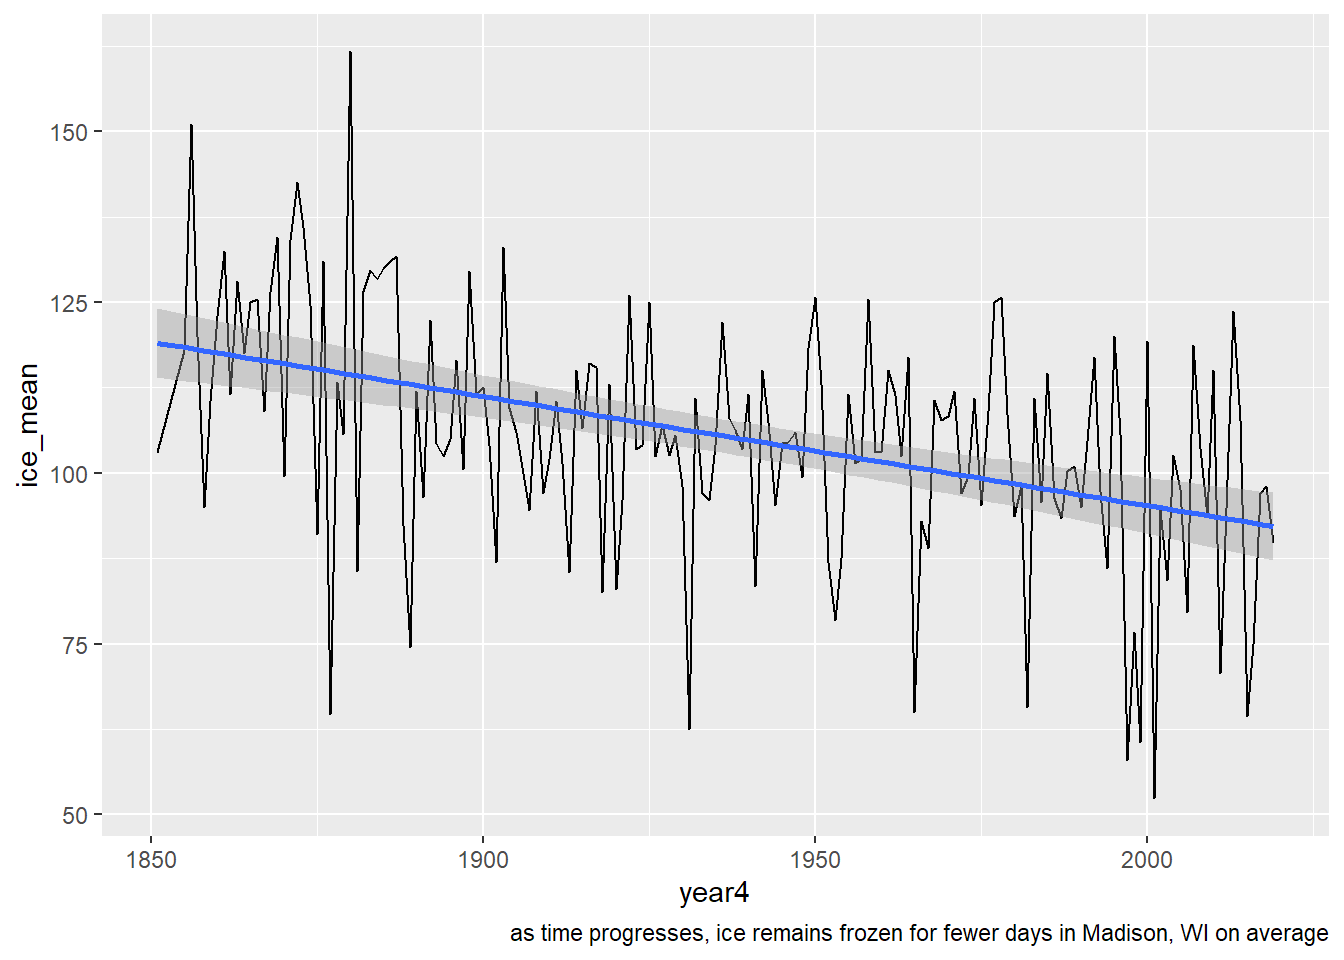 150
125
100
75
50
ice_mean
1850 1900 1950 2000
year4
as time progresses, ice remains frozen for fewer days in Madison, WI on average